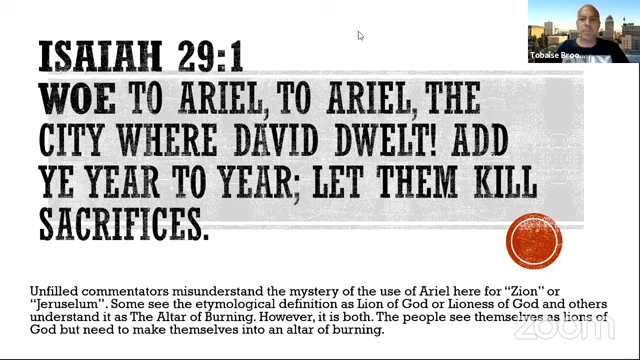 ISAIAH 29:1
WOE TO ARIEL, TO ARIEL, THE
CITY WHERE DAVID DWELT! ADD
YE YEAR TO YEAR; LET THEM KILL
SACRIFICES.
Unfilled commentators misunderstand the mystery of the use of Ariel here for “Zion” or
“Jeruselum”. Some see the etymological definition as Lion of God or Lioness of God and others
understand it as The Altar of Burning. However, it is both. The people see themselves as lions of
God but need to make themselves into an altar of burning.
Tobaise Broo...
zoom